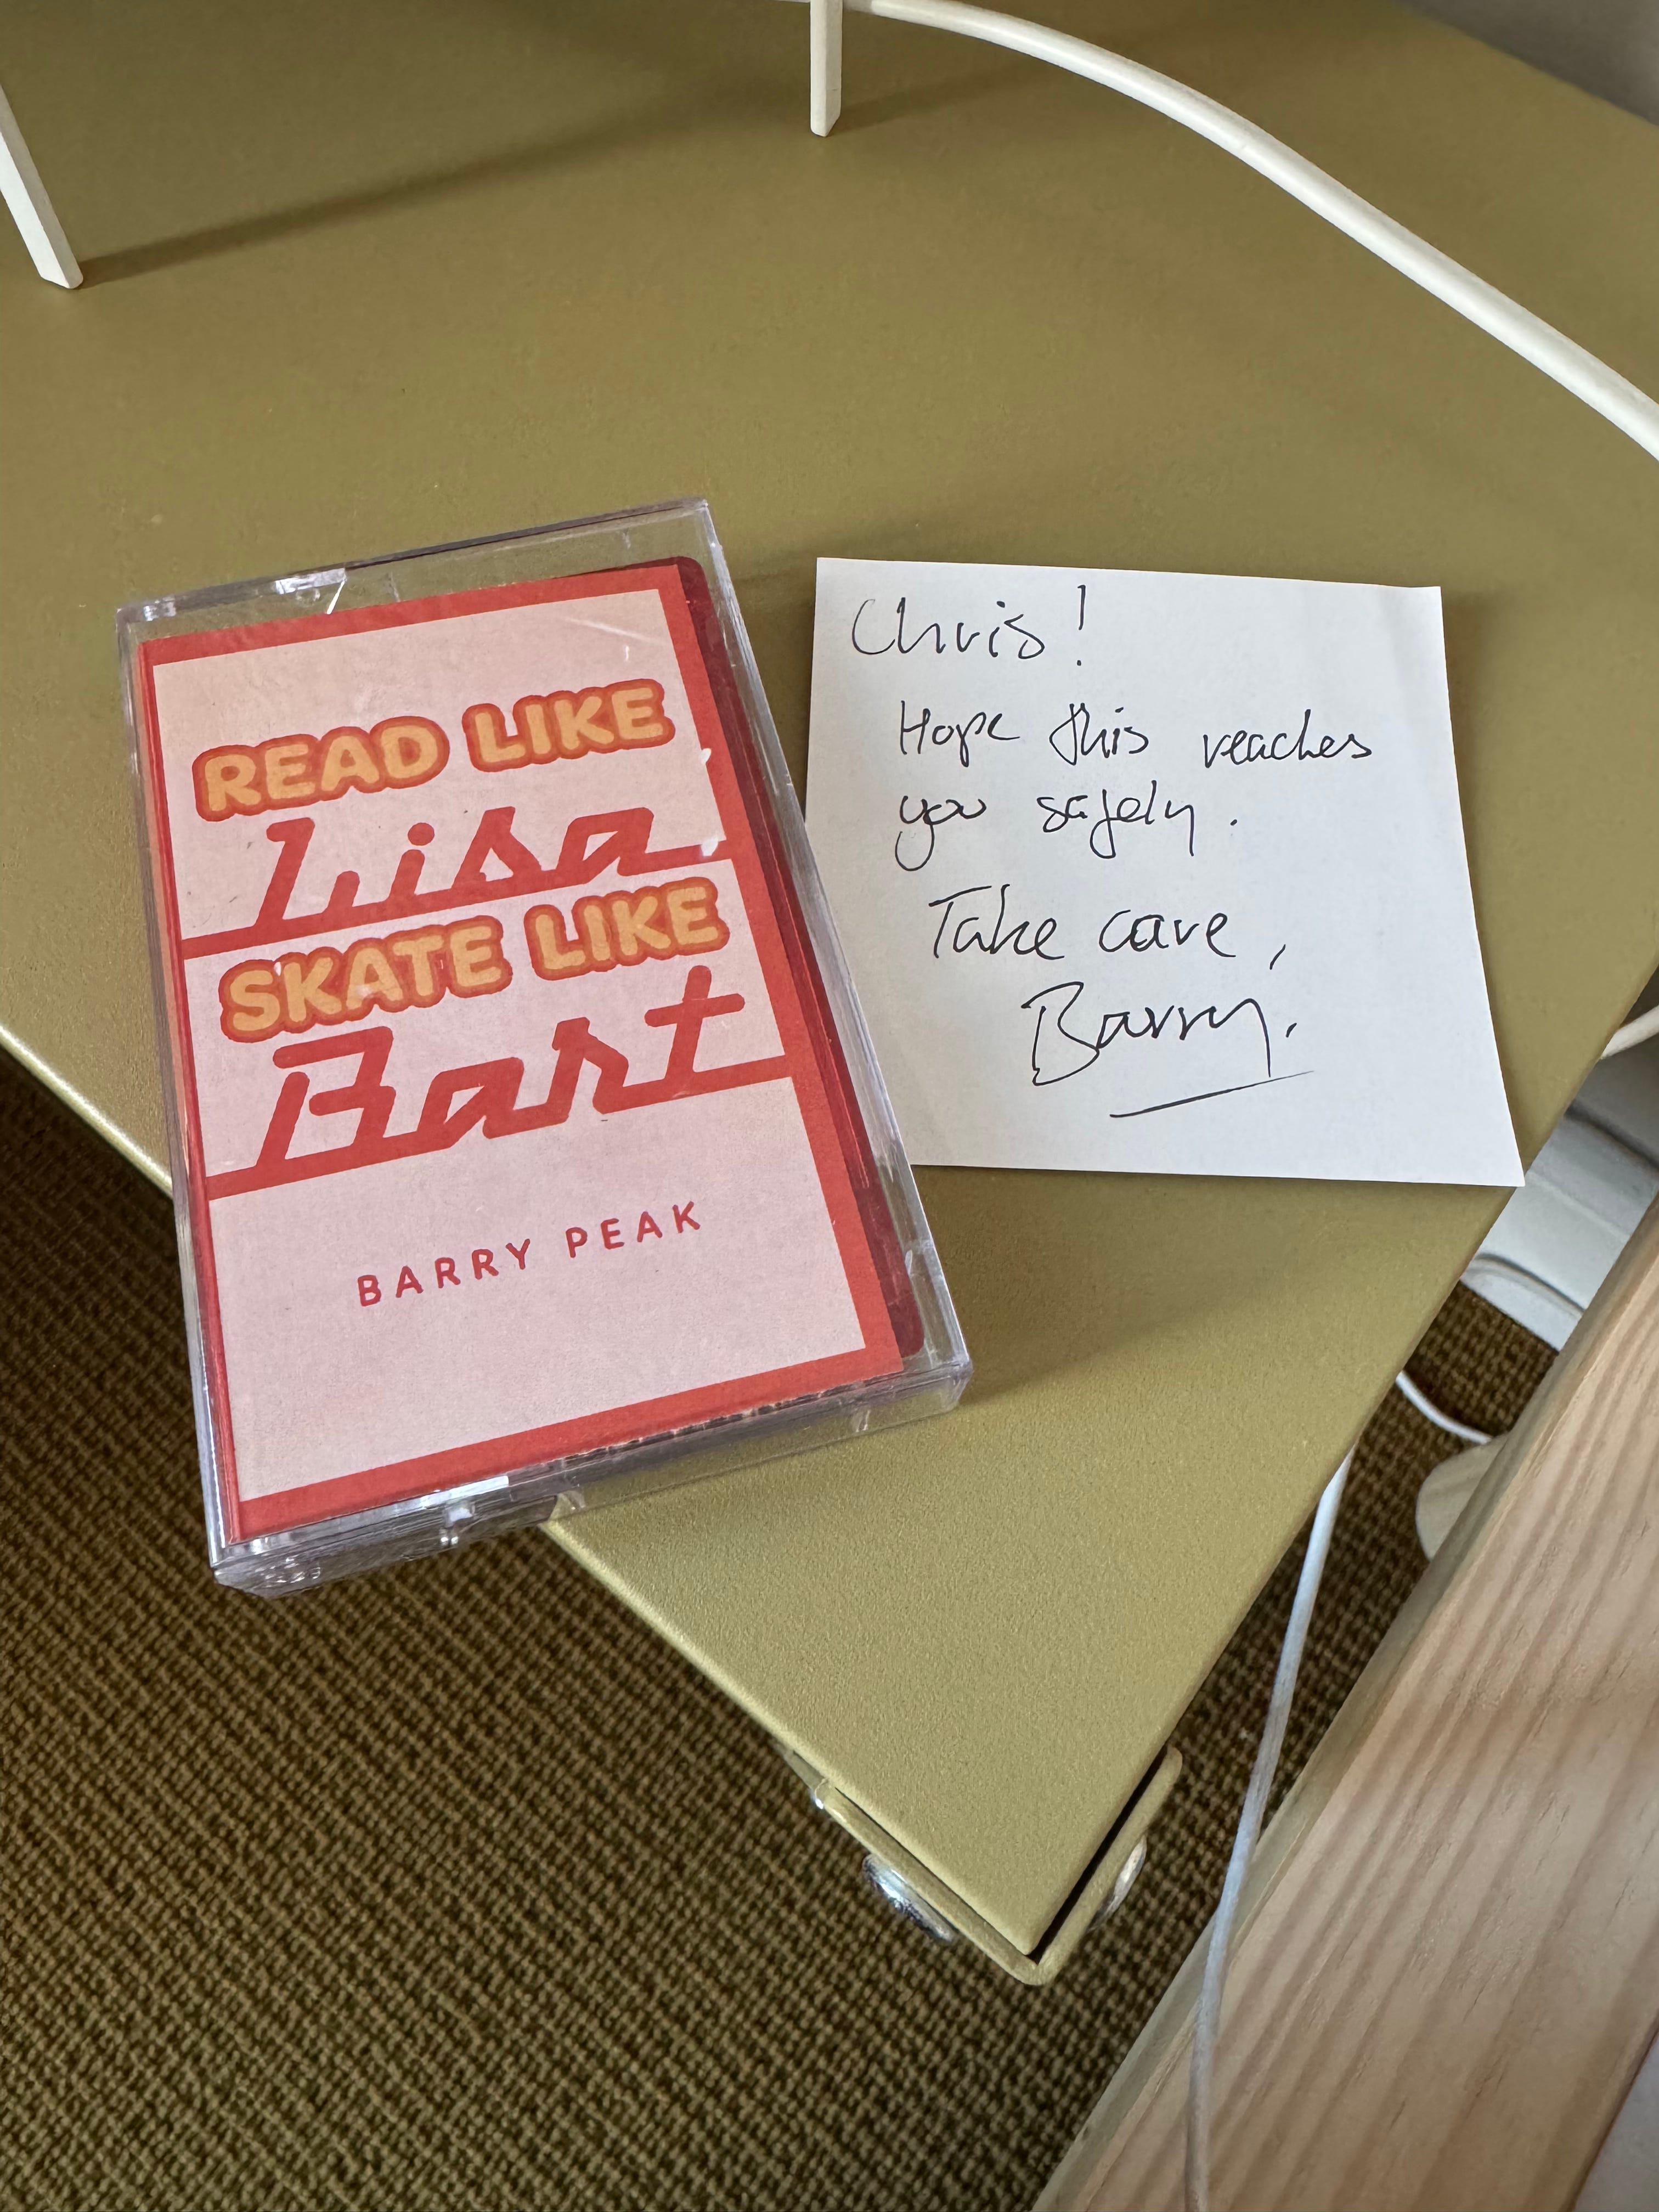 READ LIKE
Lisa,
SKATE LIKE
Bart
BARRY PEAK
Chris!
Hope this reaches
you safely.
Take care,
Barry.